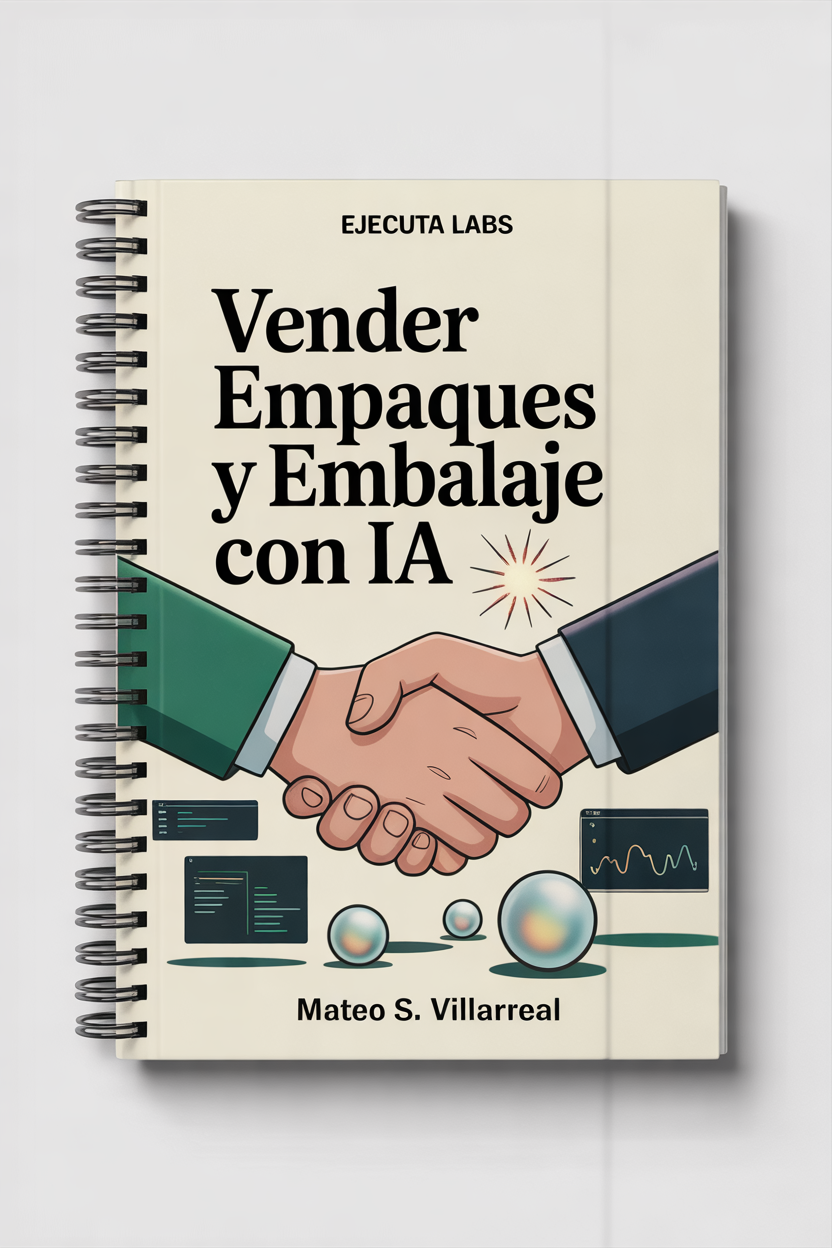 EJECUTA LABS
Vender
Empaques
y Embalaje
con IA
Mateo S. Villarreal